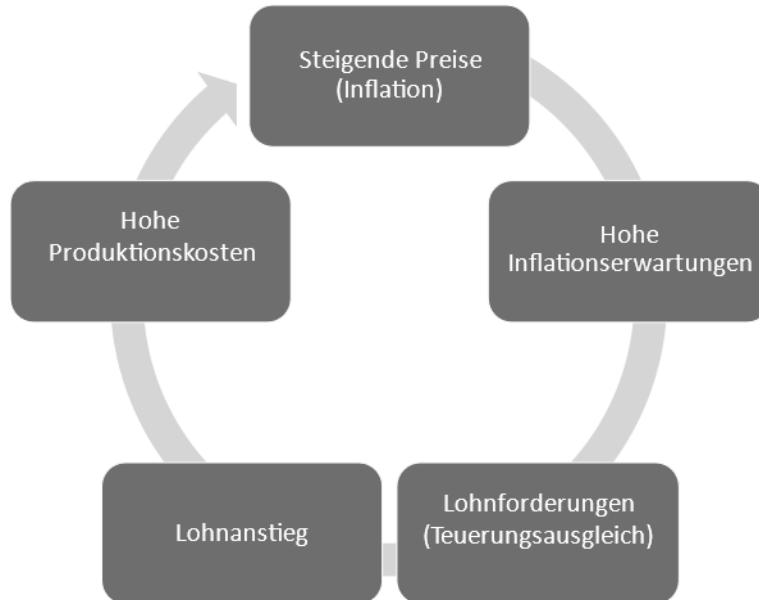 Steigende Preise
(Inflation)
Hohe
Inflationserwartungen
Lohnforderungen
(Teuerungsausgleich)
Lohnanstieg
Hohe
Produktionskosten